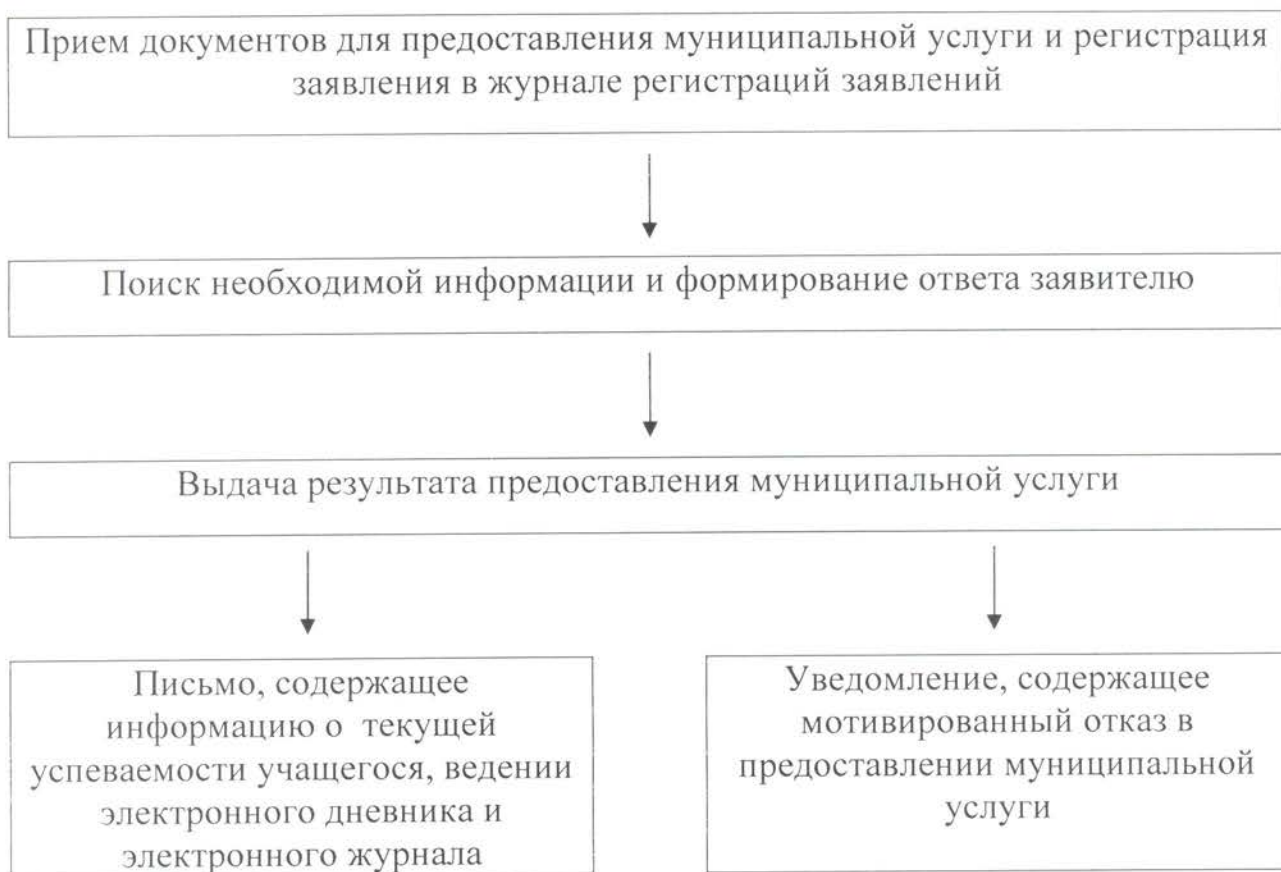 Прием документов для предоставления муниципальной услуги и регистрация
заявления в журнале регистраций заявлений
Поиск необходимой информации и формирование ответа заявителю
Выдача результата предоставления муниципальной услуги
Письмо, содержащее
информацию о текущей
успеваемости учащегося, ведении
электронного дневника и
электронного журнала
Уведомление, содержащее
мотивированный отказ в
предоставлении муниципальной
услуги